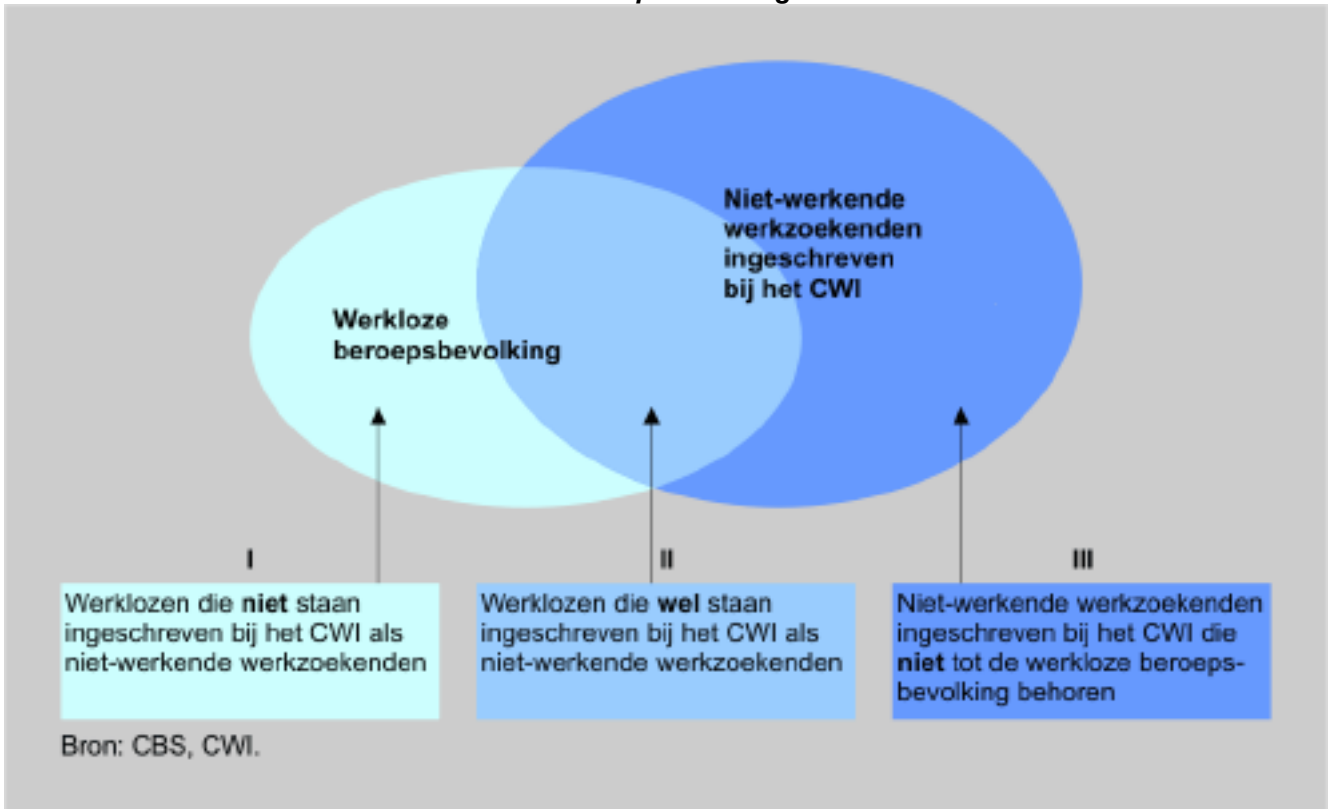 Niet-werkende
werkzoekenden
ingeschreven
bij het CWI
Werkloze
beroepsbevolking
I
II
III
Werklozen die niet staan
ingeschreven bij het CWI als
niet-werkende werkzoekenden
Werklozen die wel staan
ingeschreven bij het CWI als
niet-werkende werkzoekenden
Niet-werkende werkzoekenden
ingeschreven bij het CWI die
niet tot de werkloze beroeps-
bevolking behoren
Bron: CBS, CWI.